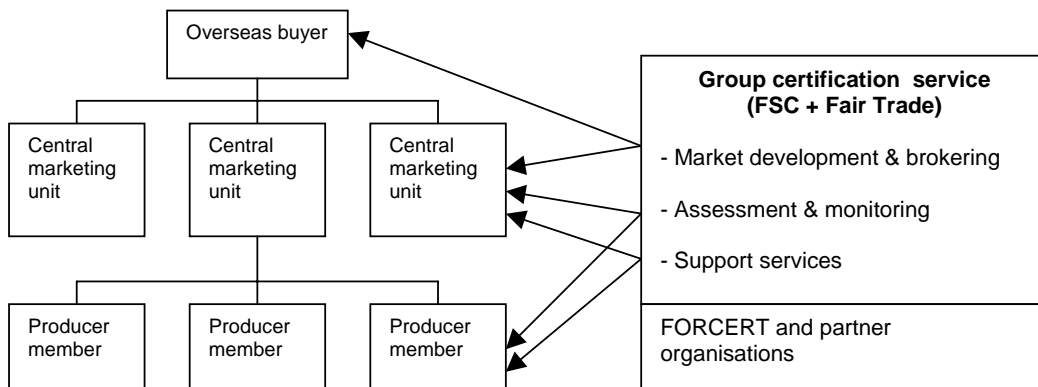 Overseas buyer
Central
marketing
unit
Central
marketing
unit
Central
marketing
unit
Producer
member
Producer
member
Producer
member
Group certification service
(FSC + Fair Trade)
- Market development & brokering
- Assessment & monitoring
- Support services
FORCERT and partner
organisations